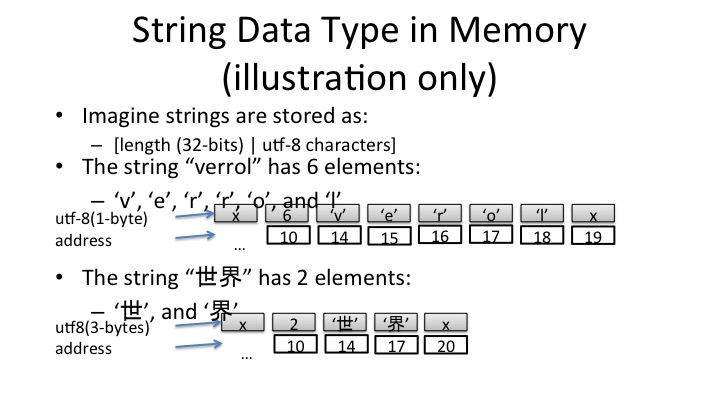 String Data Type in Memory
(illustration only)
• Imagine strings are stored as:
– [length (32-bits) | utf-8 characters]
• The string “verrol” has 6 elements:
– ‘v’, ‘e’, ‘r’, ‘r’, ‘o’, and ‘l’
utf-8(1-byte) x 6 ‘v’ ‘e’ ‘r’ ‘o’ ‘l’ x
address ... 10 14 15 16 17 18 19
• The string “世界” has 2 elements:
– ‘世’, and ‘界’
utf8(3-bytes) x 2 ‘世’ ‘界’ x
address ... 10 14 17 20